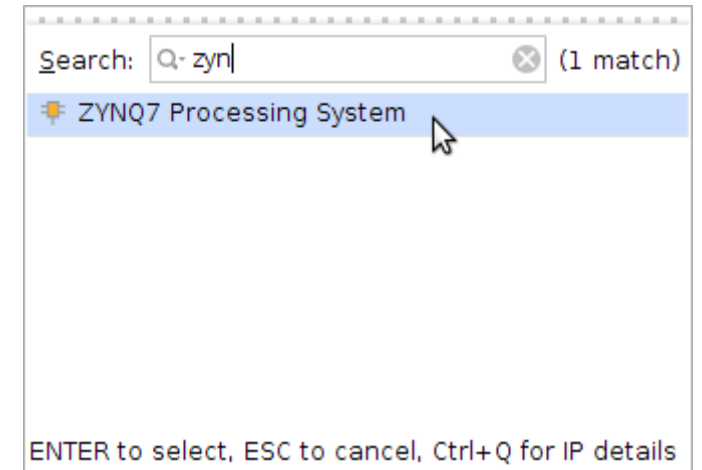 Search: zyn (1 match)
ZYNQ7 Processing System
ENTER to select, ESC to cancel, Ctrl+Q for IP details